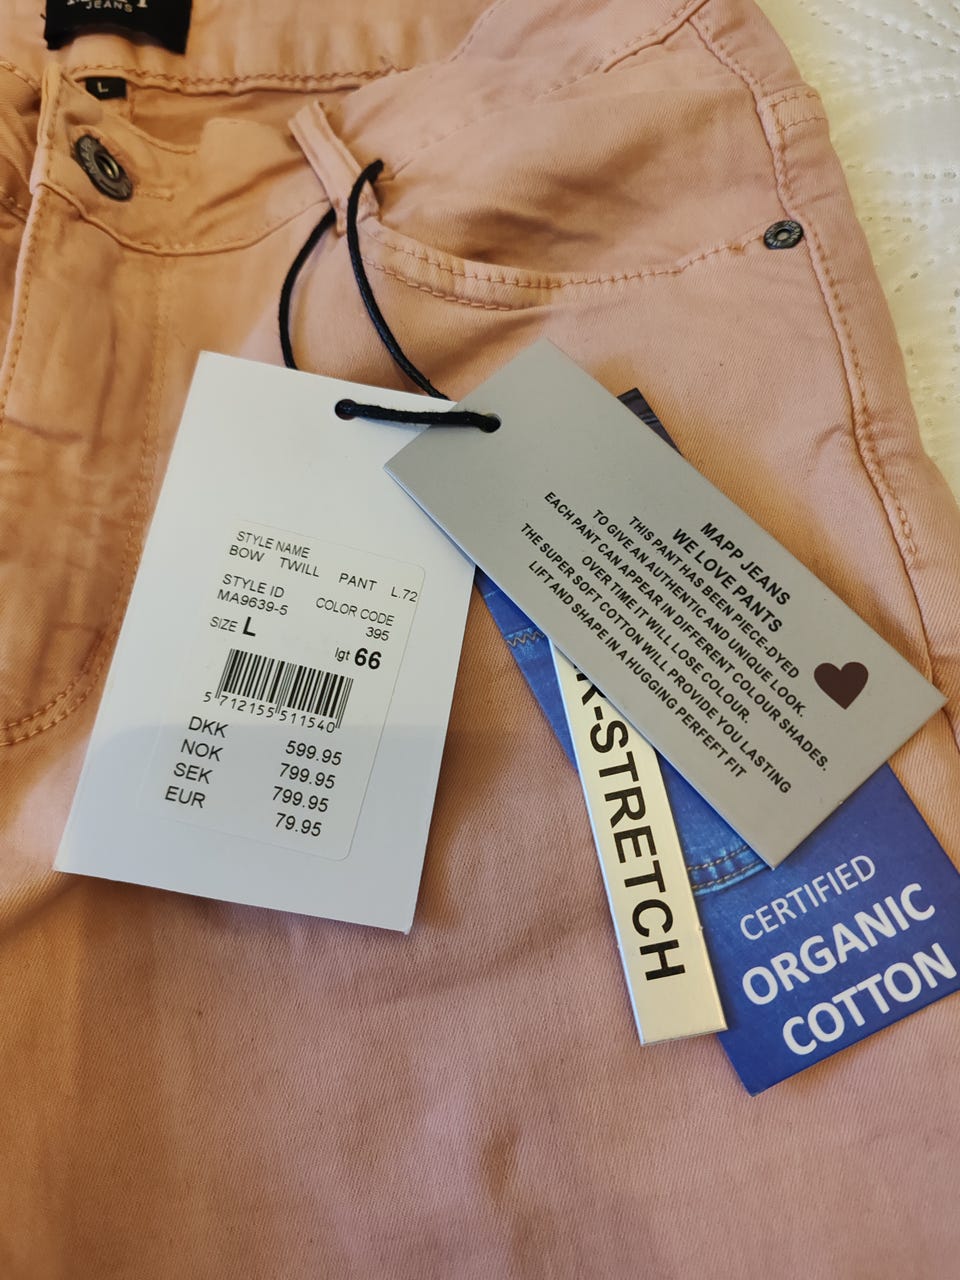 JEANS
L
STYLE NAME
BOW TWILL PANT L.72
STYLE ID
MA9639-5
COLOR CODE
395
SIZE L
lgt 66
5 712155 511540
DKK 599.95
NOK 799.95
SEK 799.95
EUR 79.95
MAPP JEANS
WE LOVE PANTS
THIS PANT HAS BEEN PIECE-DYED
TO GIVE AN AUTHENTIC AND UNIQUE LOOK.
EACH PANT CAN APPEAR IN DIFFERENT COLOUR SHADES.
OVER TIME IT WILL LOSE COLOUR.
THE SUPER SOFT COTTON WILL PROVIDE YOU LASTING
LIFT AND SHAPE IN A HUGGING PERFEFT FIT
-STRETCH
CERTIFIED
ORGANIC
COTTON